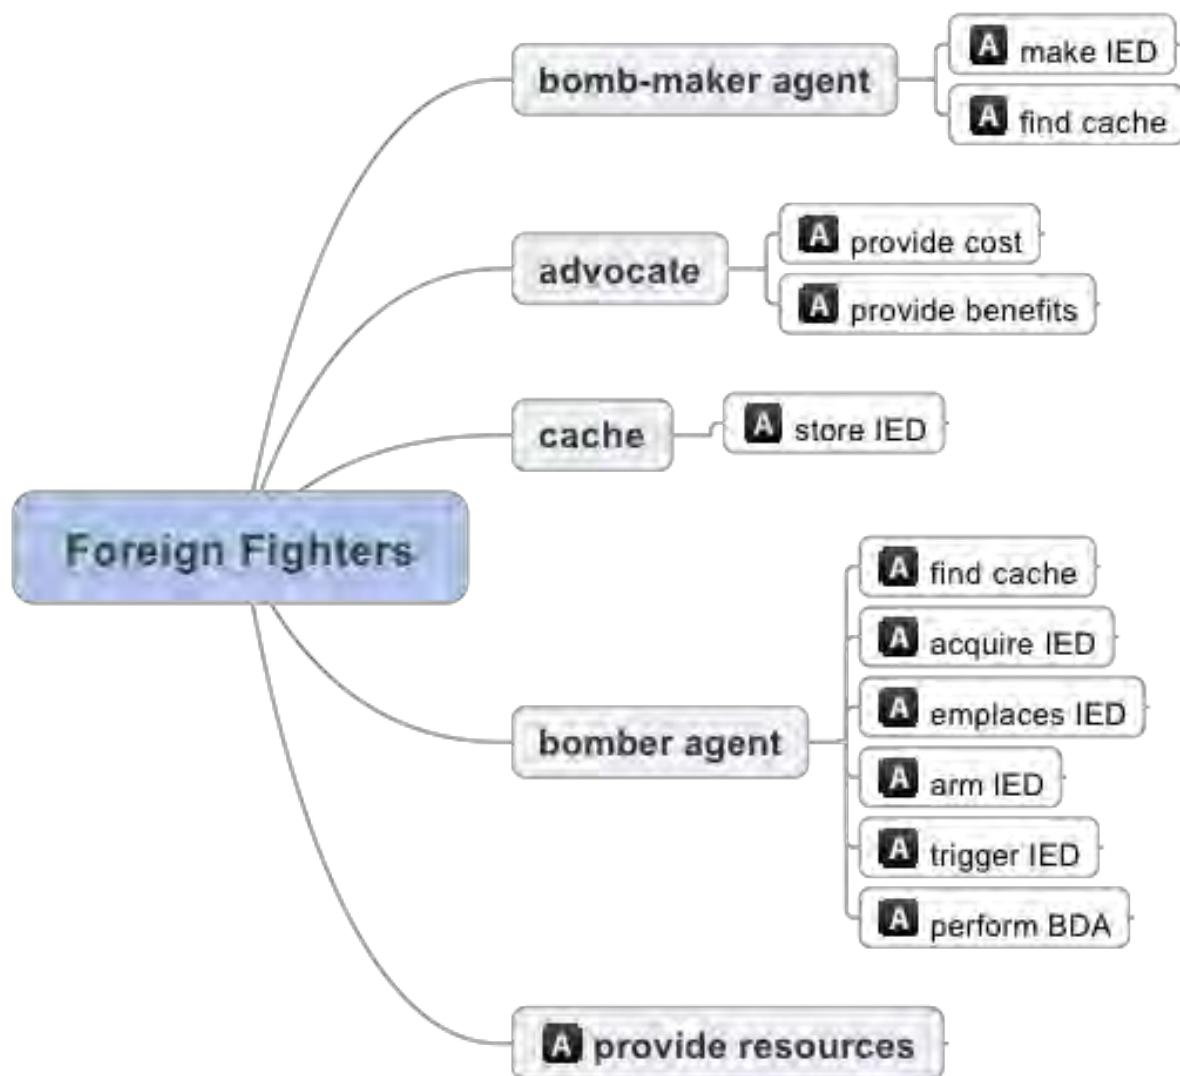 bomb-maker agent
A make IED
A find cache
advocate
A provide cost
A provide benefits
cache
A store IED
Foreign Fighters
bomber agent
A find cache
A acquire IED
A emplaces IED
A arm IED
A trigger IED
A perform BDA
A provide resources